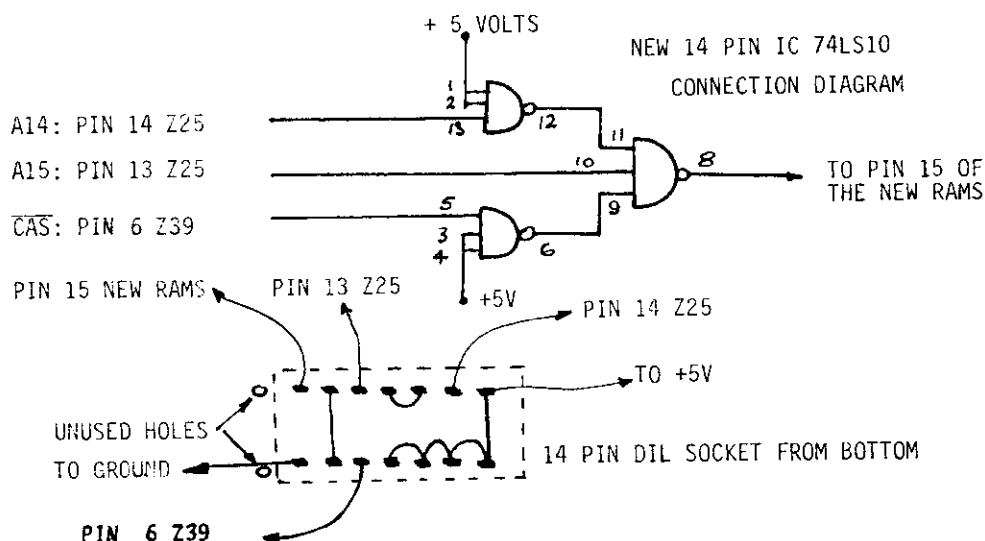 + 5 VOLTS
NEW 14 PIN IC 74LS10
CONNECTION DIAGRAM
1
2
13
12
A14: PIN 14 Z25
11
10
8
A15: PIN 13 Z25
TO PIN 15 OF
THE NEW RAMS
9
5
3
4
6
CAS: PIN 6 Z39
+5V
PIN 15 NEW RAMS
PIN 13 Z25
PIN 14 Z25
TO +5V
UNUSED HOLES
TO GROUND
14 PIN DIL SOCKET FROM BOTTOM
PIN 6 Z39